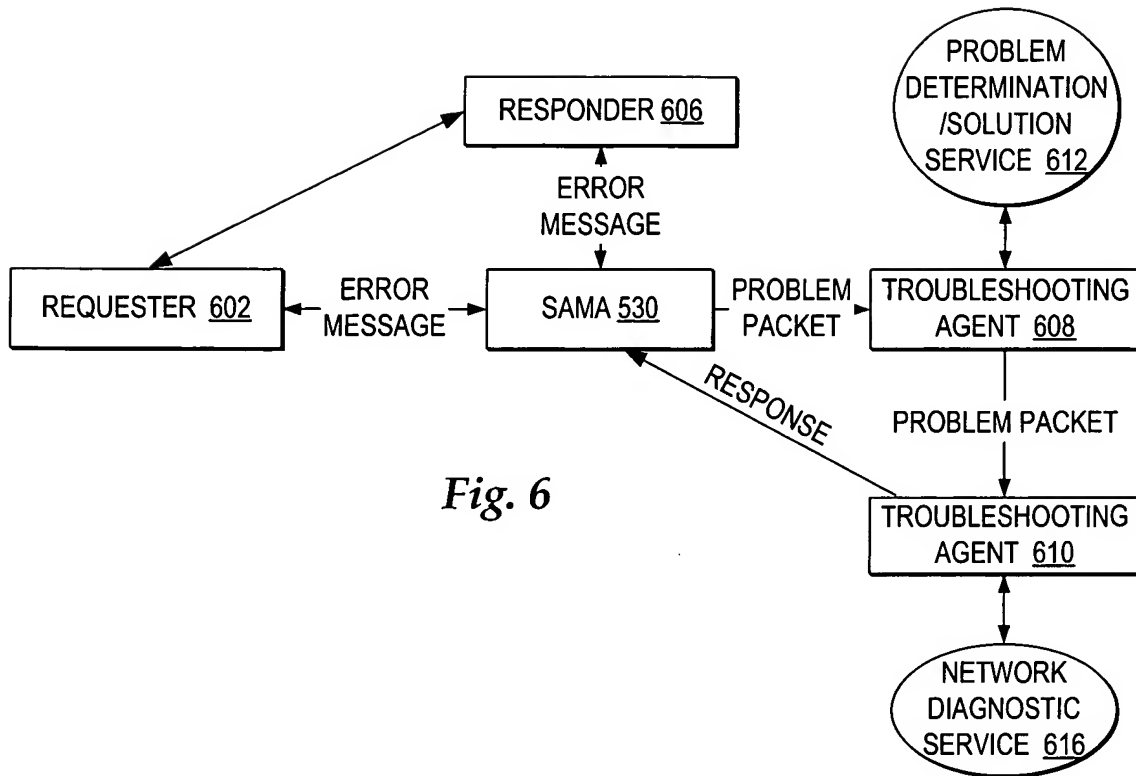 PROBLEM
DETERMINATION
/SOLUTION
SERVICE 612
RESPONDER 606
ERROR
MESSAGE
REQUESTER 602
ERROR
MESSAGE
SAMA 530
PROBLEM
PACKET
TROUBLESHOOTING
AGENT 608
RESPONSE
PROBLEM PACKET
Fig. 6
TROUBLESHOOTING
AGENT 610
NETWORK
DIAGNOSTIC
SERVICE 616